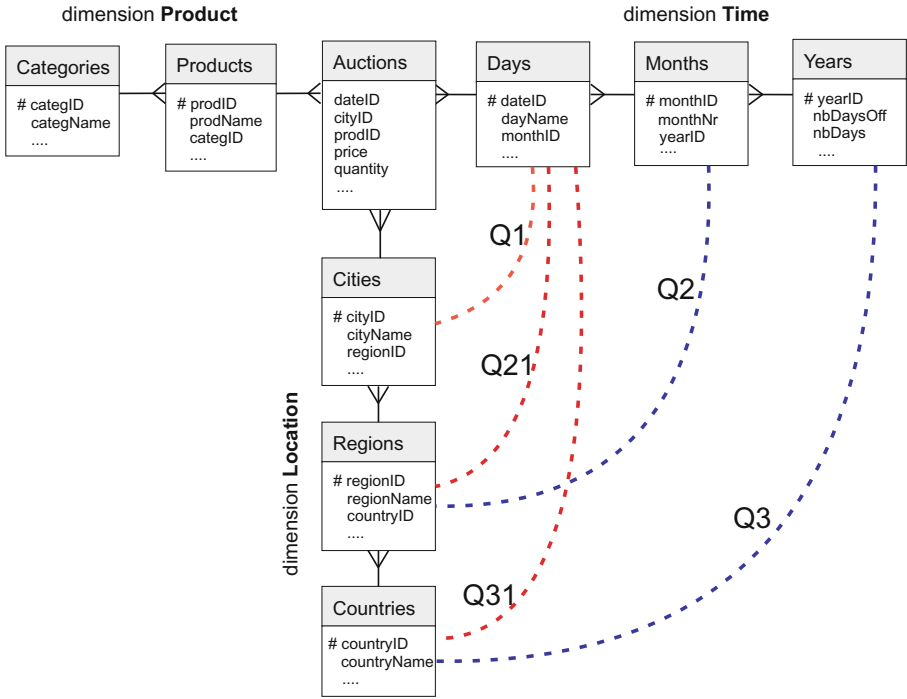 dimension Product
dimension Time
Categories
# categID
categName
....
Products
# prodID
prodName
categID
....
Auctions
dateID
cityID
prodID
price
quantity
....
Days
# dateID
dayName
monthID
....
Months
# monthID
monthNr
yearID
....
Years
# yearID
nbDaysOff
nbDays
....
Q1
Q2
Cities
# cityID
cityName
regionID
....
Q21
dimension Location
Regions
# regionID
regionName
countryID
....
Q3
Q31
Countries
# countryID
countryName
....